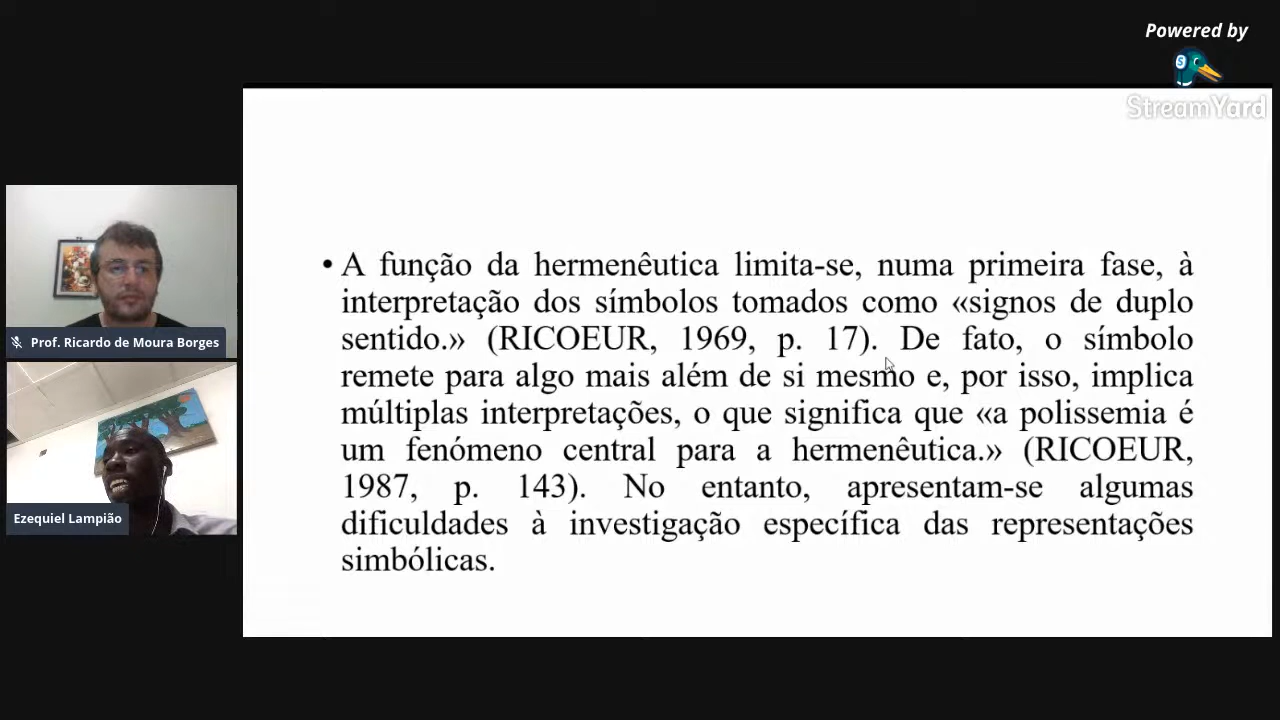 Powered by
StreamYard
Prof. Ricardo de Moura Borges
Ezequiel Lampião
• A função da hermenêutica limita-se, numa primeira fase, à
interpretação dos símbolos tomados como «signos de duplo
sentido.» (RICOEUR, 1969, p. 17). De fato, o símbolo
remete para algo mais além de si mesmo e, por isso, implica
múltiplas interpretações, o que significa que «a polissemia é
um fenómeno central para a hermenêutica.» (RICOEUR,
1987, p. 143). No entanto, apresentam-se algumas
dificuldades à investigação específica das representações
simbólicas.